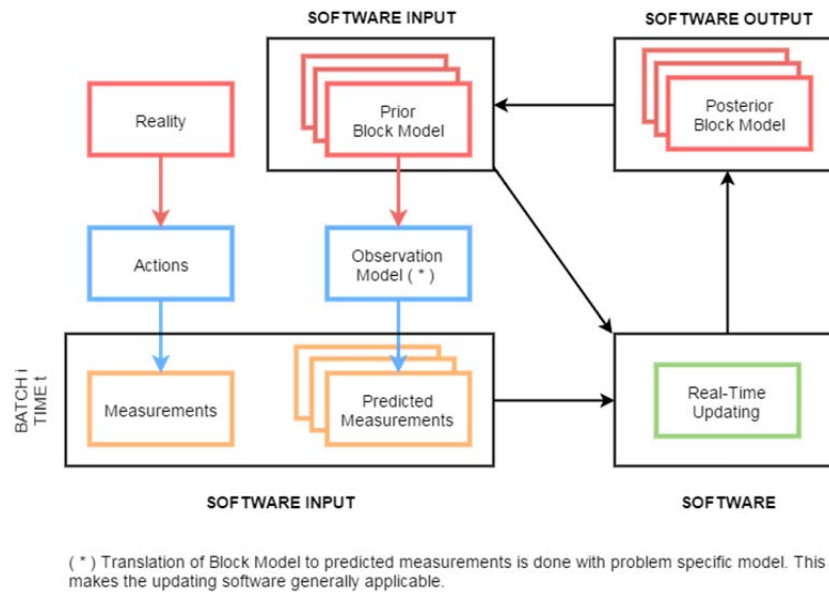 SOFTWARE INPUT
SOFTWARE OUTPUT
Reality
Prior
Block Model
Posterior
Block Model
Actions
Observation
Model ( * )
BATCH i
TIME t
Measurements
Predicted
Measurements
Real-Time
Updating
SOFTWARE INPUT
SOFTWARE
( * ) Translation of Block Model to predicted measurements is done with problem specific model. This
makes the updating software generally applicable.